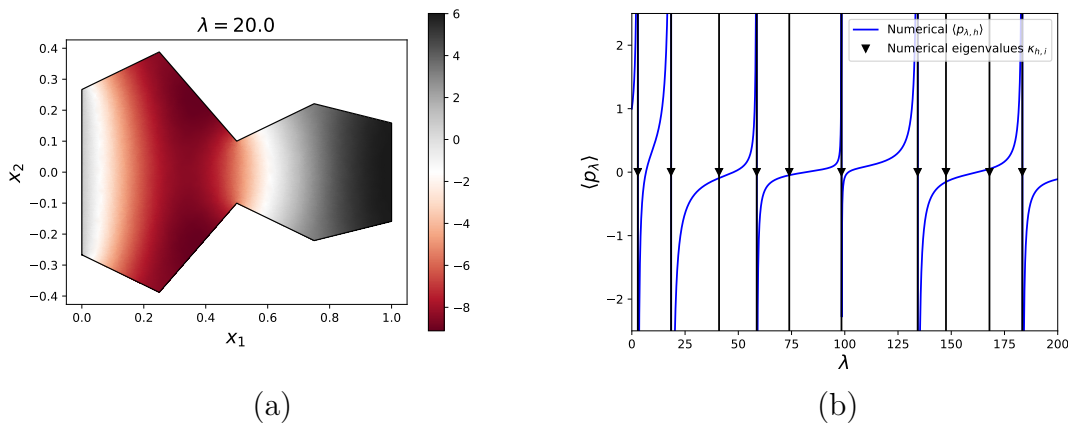 λ = 20.0
0.4
0.3
0.2
0.1
0.0
−0.1
−0.2
−0.3
−0.4
x₂
0.0 0.2 0.4 0.6 0.8 1.0
x₁
6
4
2
0
−2
−4
−6
−8
(a)
2
1
0
−1
−2
⟨p_λ⟩
0 25 50 75 100 125 150 175 200
λ
Numerical ⟨p_{λ,h}⟩
Numerical eigenvalues κ_{h,i}
(b)